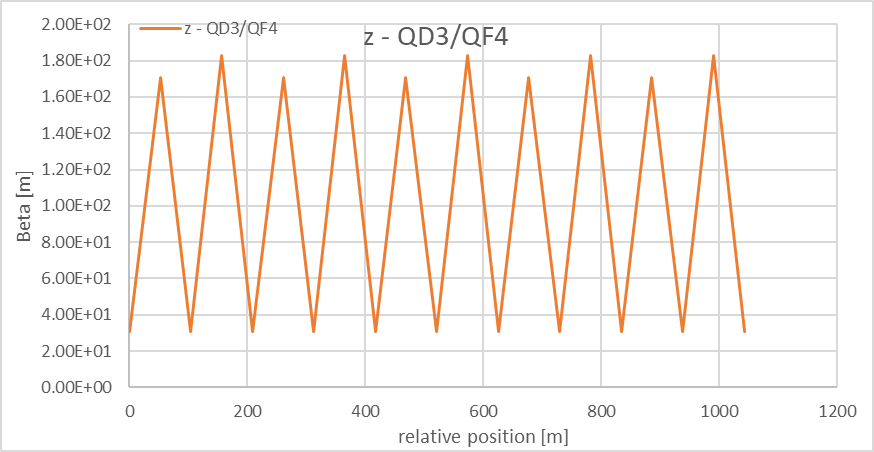 z - QD3/QF4
z - QD3/QF4
2.00E+02
1.80E+02
1.60E+02
1.40E+02
1.20E+02
1.00E+02
8.00E+01
6.00E+01
4.00E+01
2.00E+01
0.00E+00
Beta [m]
0 200 400 600 800 1000 1200
relative position [m]